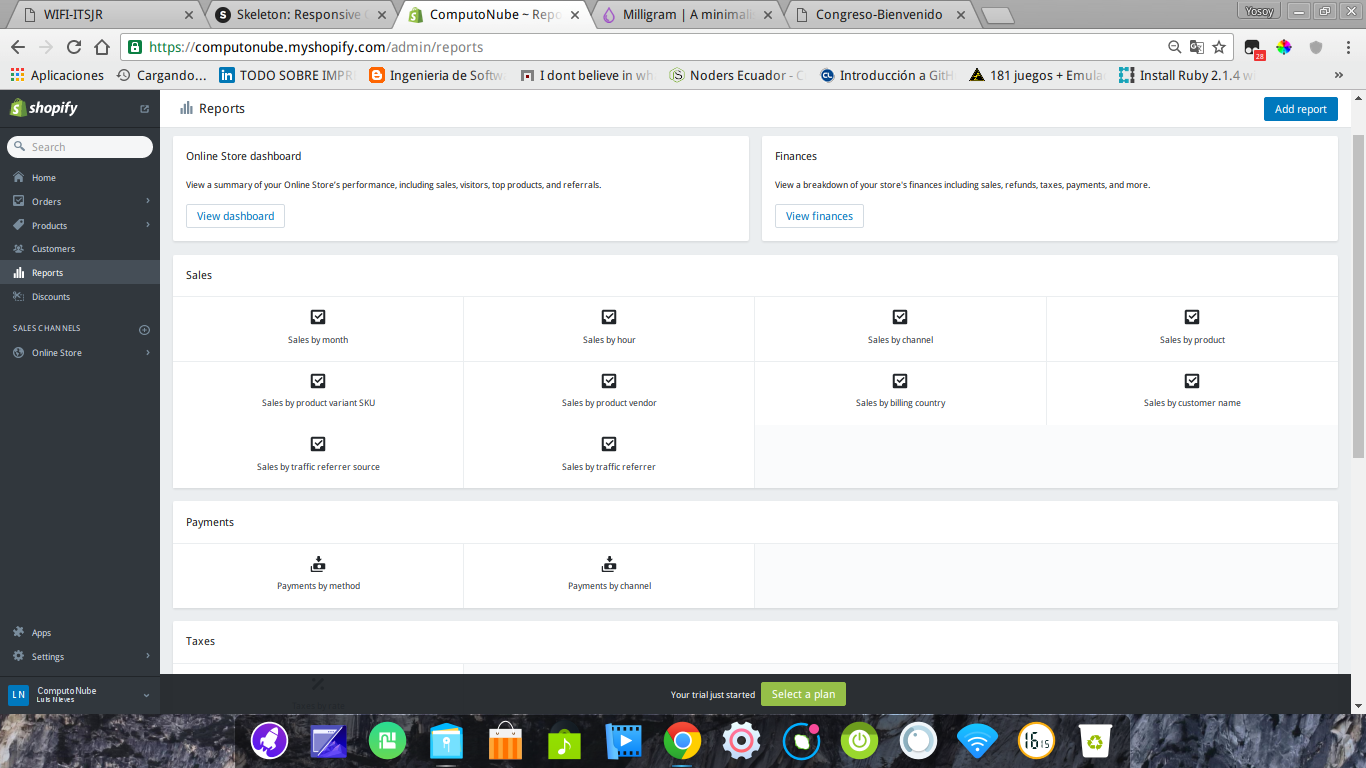 WIFI-ITSJR
Skeleton: Responsive
ComputoNube ~ Repo
Milligram | A minimali
Congreso-Bienvenido
Yosoy
https://computonube.myshopify.com/admin/reports
28
Aplicaciones
Cargando...
TODO SOBRE IMPR
Ingenieria de Softw
I dont believe in wh
Noders Ecuador - C
Introducción a GitH
181 juegos + Emula
Install Ruby 2.1.4 w
»
shopify
Reports
Add report
Search
Home
Orders
Products
Customers
Reports
Discounts
SALES CHANNELS
Online Store
Apps
Settings
LN
ComputoNube
Luis Nieves
Online Store dashboard
View a summary of your Online Store's performance, including sales, visitors, top products, and referrals.
View dashboard
Finances
View a breakdown of your store's finances including sales, refunds, taxes, payments, and more.
View finances
Sales
Sales by month
Sales by hour
Sales by channel
Sales by product
Sales by product variant SKU
Sales by product vendor
Sales by billing country
Sales by customer name
Sales by traffic referrer source
Sales by traffic referrer
Payments
Payments by method
Payments by channel
Taxes
Your trial just started
Select a plan
16 15